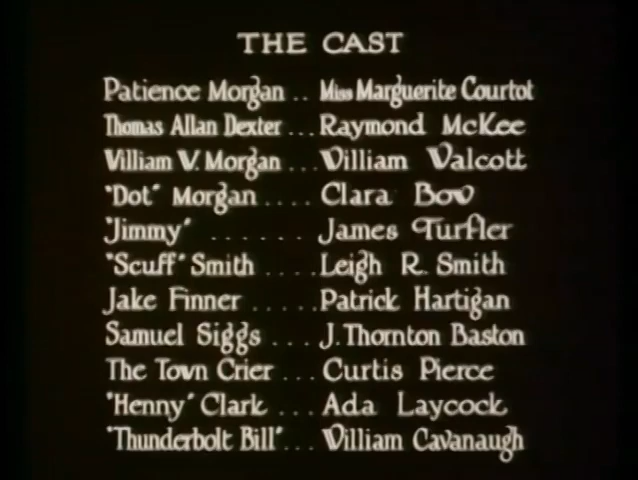 THE CAST
Patience Morgan .. Miss Marguerite Courtot
Thomas Allan Dexter ... Raymond McKee
William W. Morgan ... William Walcott
"Dot" Morgan .... Clara Bow
"Jimmy" ...... James Turfler
"Scuff" Smith .... Leigh R. Smith
Jake Finner ..... Patrick Hartigan
Samuel Siggs ... J. Thornton Baston
The Town Crier ... Curtis Pierce
"Henny" Clark ... Ada Laycock
"Thunderbolt Bill" ... William Cavanaugh